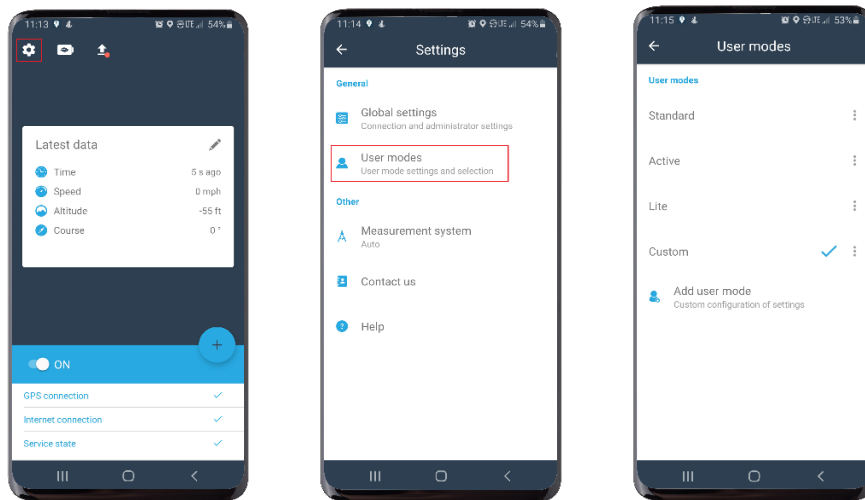 11:13
LTE 54%
Latest data
Time 5 s ago
Speed 0 mph
Altitude -55 ft
Course 0 °
ON
GPS connection
Internet connection
Service state
11:14
LTE 54%
Settings
General
Global settings
Connection and administrator settings
User modes
User mode settings and selection
Other
Measurement system
Auto
Contact us
Help
11:15
LTE 53%
User modes
User modes
Standard
Active
Lite
Custom
Add user mode
Custom configuration of settings